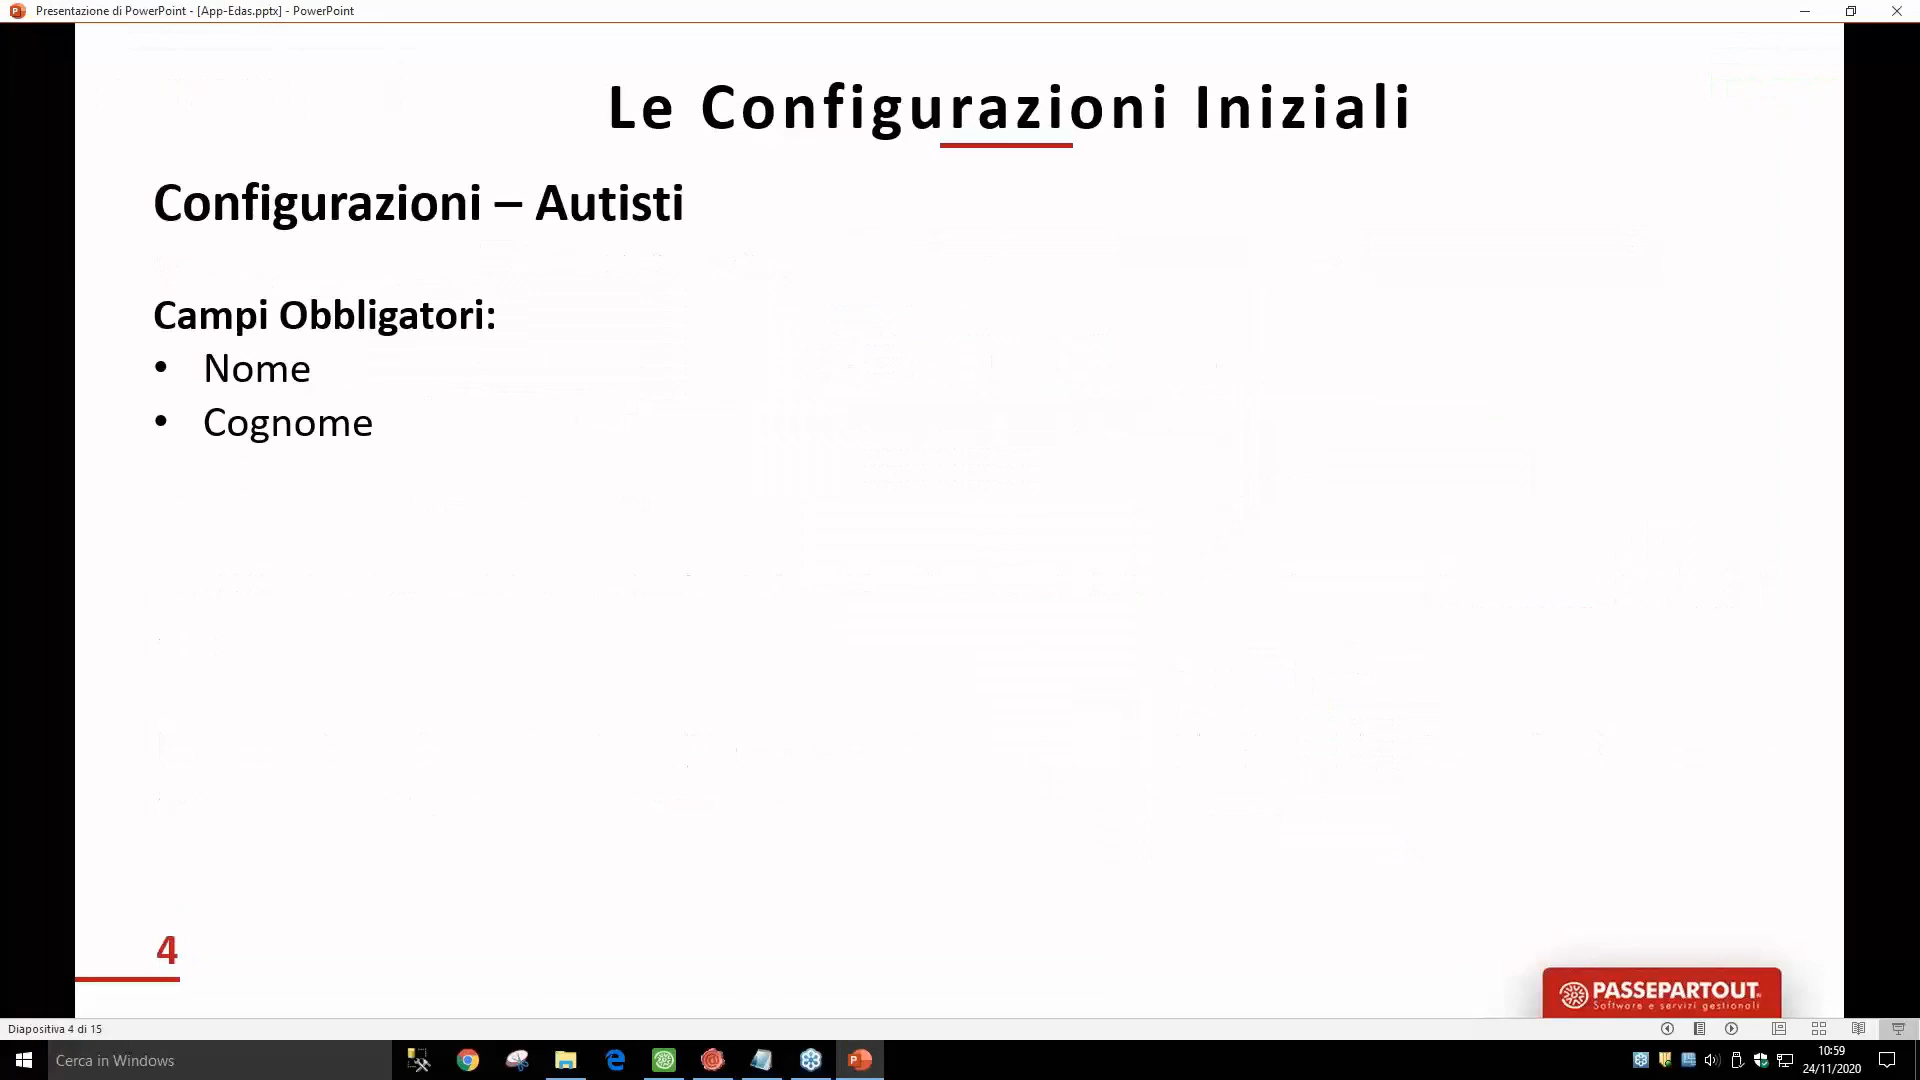 Presentazione di PowerPoint - [App-Edas.pptx] - PowerPoint
Le Configurazioni Iniziali
Configurazioni – Autisti
Campi Obbligatori:
• Nome
• Cognome
4
PASSEPARTOUT
Software e servizi gestionali
Diapositiva 4 di 15
Cerca in Windows
10:59
24/11/2020